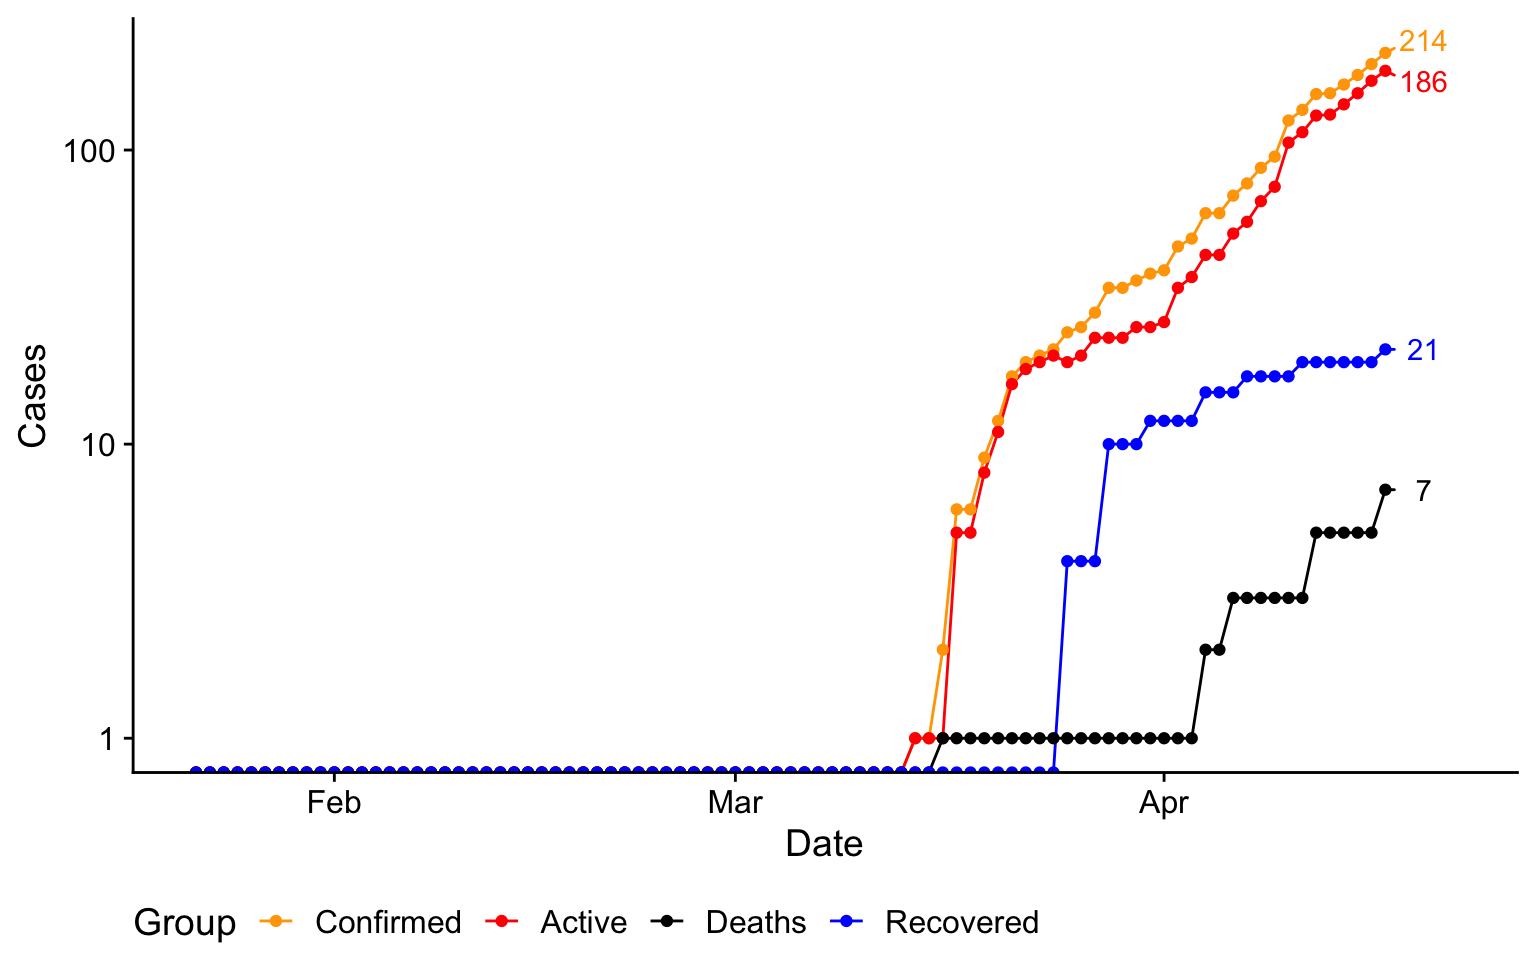 214
186
100
21
Cases
10
7
1
Feb Mar Apr
Date
Group Confirmed Active Deaths Recovered